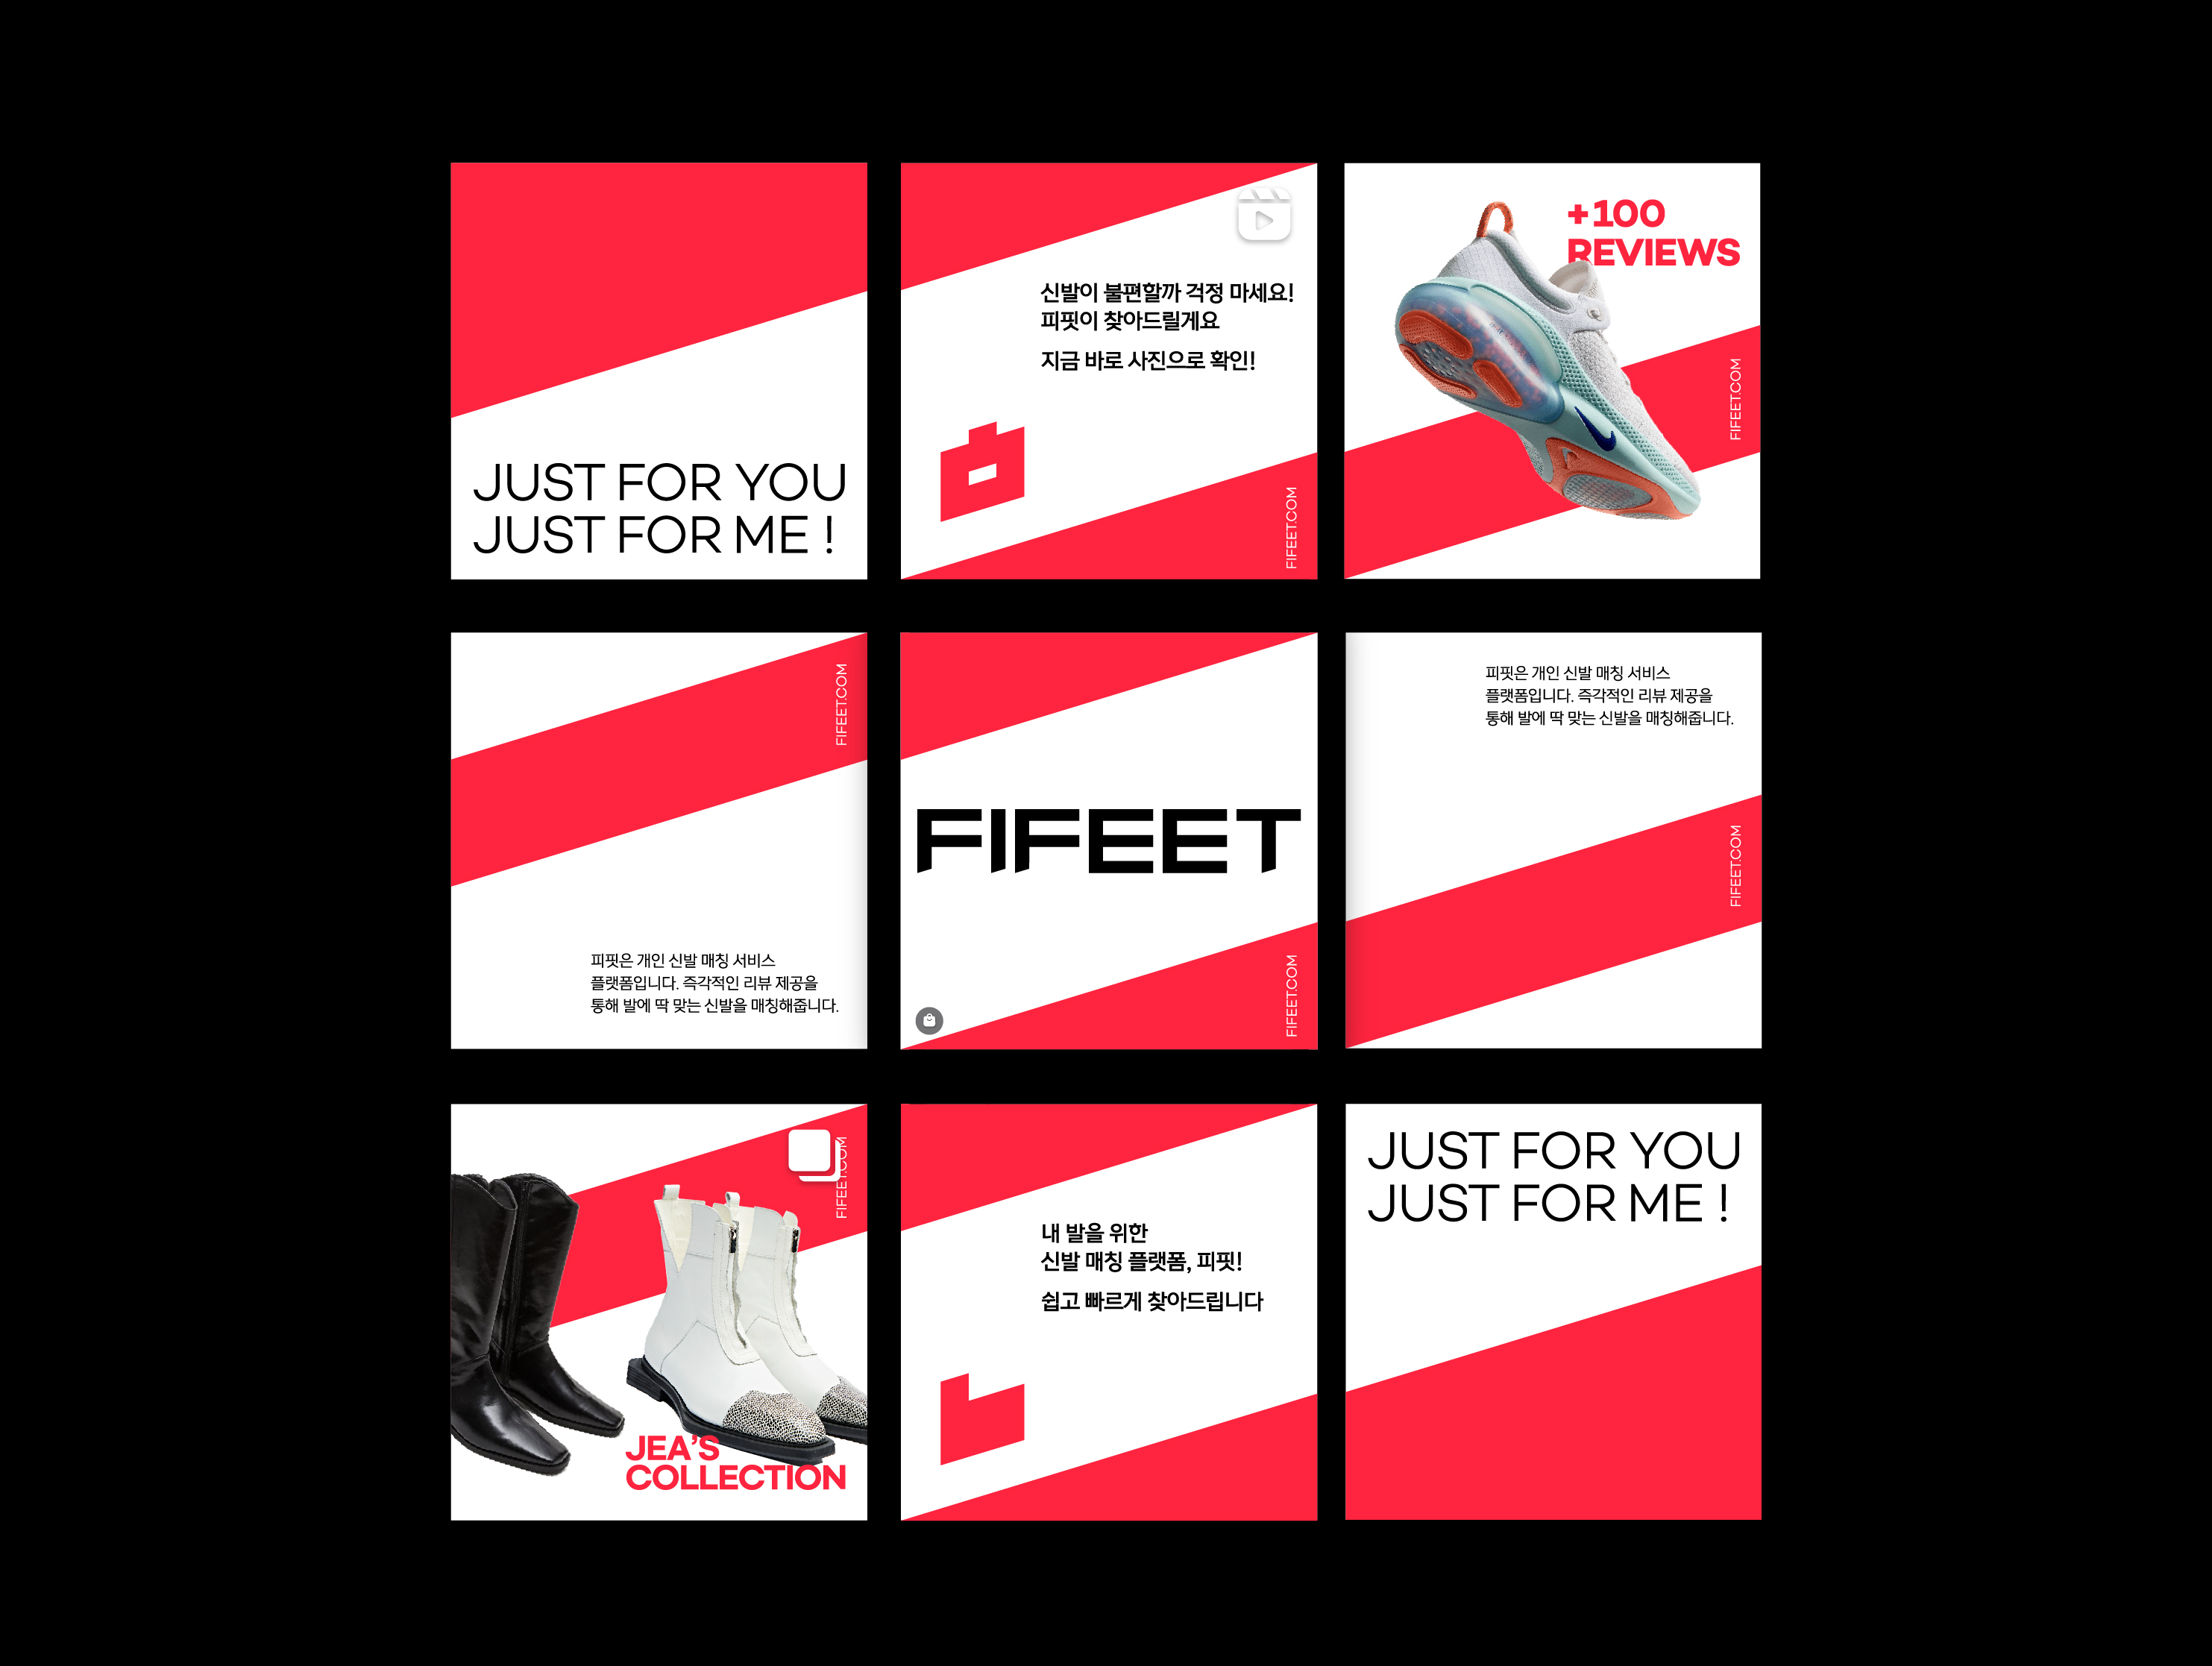 JUST FOR YOU
JUST FOR ME !
신발이 불편할까 걱정 마세요!
피핏이 찾아드릴게요
지금 바로 사진으로 확인!
FIFEET.COM
+100
REVIEWS
FIFEET.COM
FIFEET.COM
피핏은 개인 신발 매칭 서비스
플랫폼입니다. 즉각적인 리뷰 제공을
통해 발에 딱 맞는 신발을 매칭해줍니다.
FIFEET
FIFEET.COM
피핏은 개인 신발 매칭 서비스
플랫폼입니다. 즉각적인 리뷰 제공을
통해 발에 딱 맞는 신발을 매칭해줍니다.
FIFEET.COM
FIFEET.COM
JEA'S
COLLECTION
내 발을 위한
신발 매칭 플랫폼, 피핏!
쉽고 빠르게 찾아드립니다
JUST FOR YOU
JUST FOR ME !